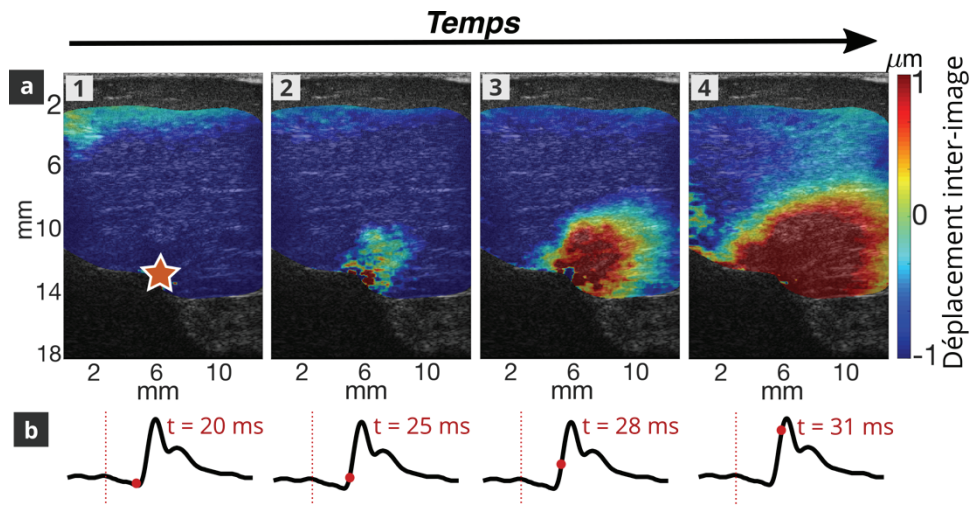 Temps
a
1
2
3
4
μm
1
0
-1
Déplacement inter-image
2
6
10
14
18
mm
2
6
10
mm
2
6
10
mm
2
6
10
mm
2
6
10
mm
b
t = 20 ms
t = 25 ms
t = 28 ms
t = 31 ms